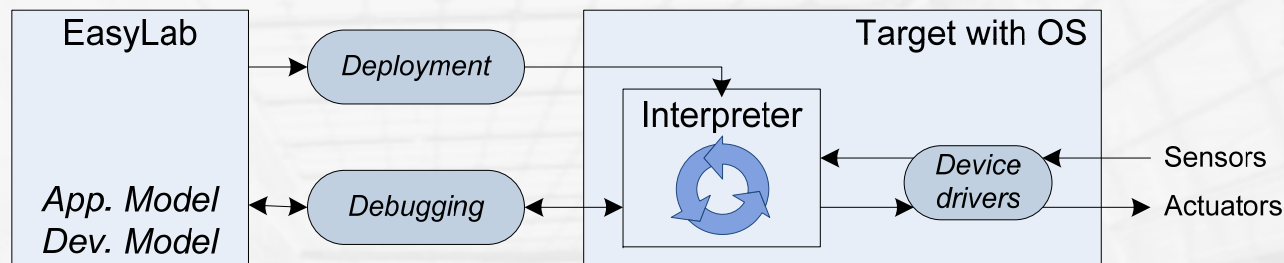 EasyLab
App. Model
Dev. Model
Deployment
Debugging
Target with OS
Interpreter
Device
drivers
Sensors
Actuators